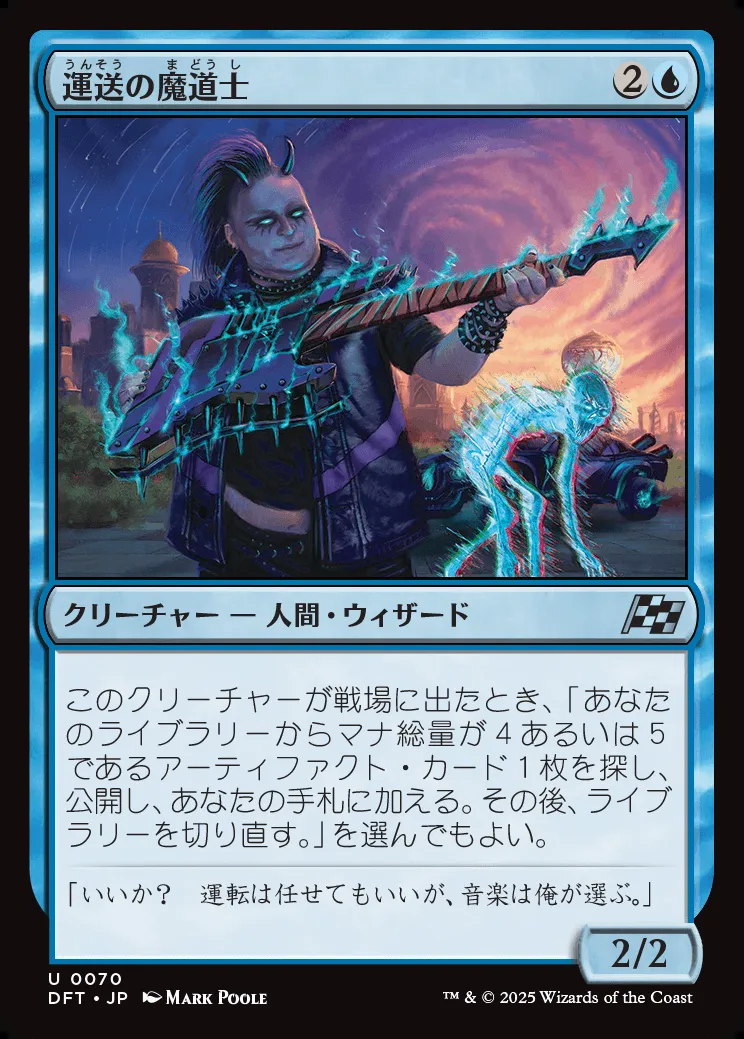 うんそう まどうし
運送の魔道士 2
クリーチャー — 人間・ウィザード
このクリーチャーが戦場に出たとき、「あなた
のライブラリーからマナ総量が４あるいは５
であるアーティファクト・カード１枚を探し、
公開し、あなたの手札に加える。その後、ライブ
ラリーを切り直す。」を選んでもよい。
「いいか？　運転は任せてもいいが、音楽は俺が選ぶ。」
2/2
U 0070
DFT • JP MARK POOLE
™ & © 2025 Wizards of the Coast